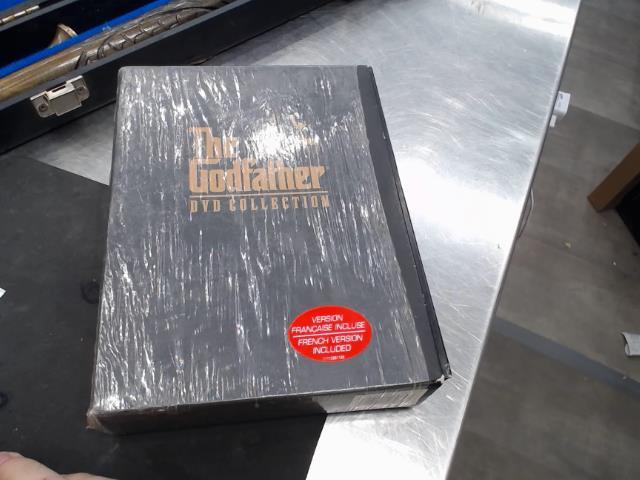 The
Godfather
DVD COLLECTION
VERSION
FRANÇAISE INCLUSE
FRENCH VERSION
INCLUDED